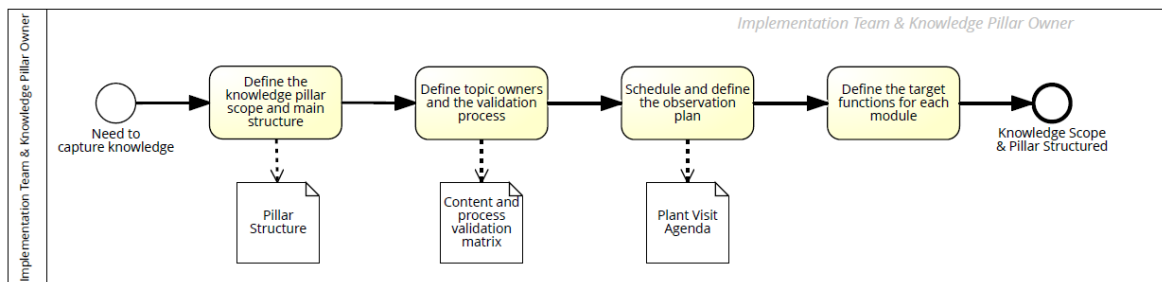 Implementation Team & Knowledge Pillar Owner
Implementation Team & Knowledge Pillar Owner
Need to
capture knowledge
Define the
knowledge pillar
scope and main
structure
Define topic owners
and the validation
process
Schedule and define
the observation
plan
Define the target
functions for each
module
Knowledge Scope
& Pillar Structured
Pillar
Structure
Content and
process
validation
matrix
Plant Visit
Agenda